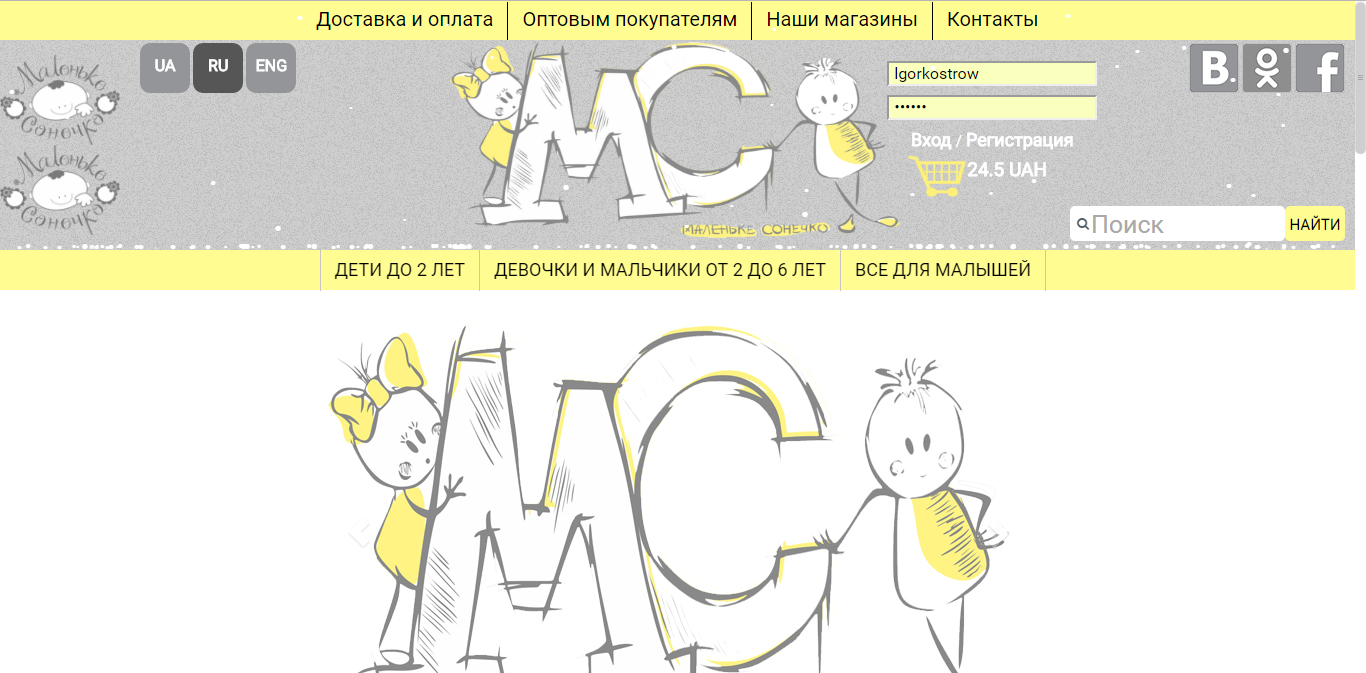 Доставка и оплата
Оптовым покупателям
Наши магазины
Контакты
UA
RU
ENG
Маленьке
Сонечко
Маленьке
Сонечко
МС
МАЛЕНЬКЕ СОНЕЧКО
Igorkostrow
••••••
Вход / Регистрация
24.5 UAH
В.
f
Поиск
НАЙТИ
ДЕТИ ДО 2 ЛЕТ
ДЕВОЧКИ И МАЛЬЧИКИ ОТ 2 ДО 6 ЛЕТ
ВСЕ ДЛЯ МАЛЫШЕЙ
МС